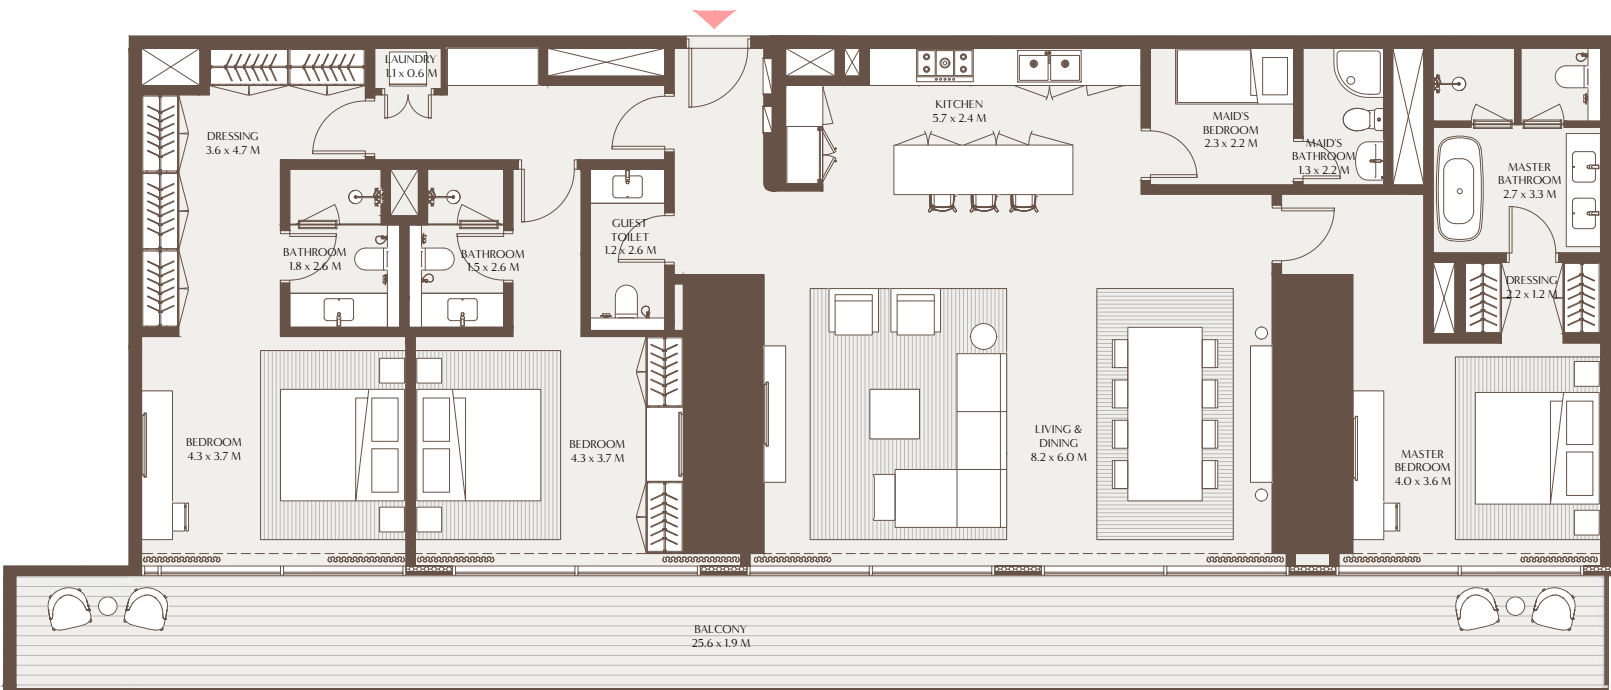 LAUNDRY
1.1 x 0.6 M
DRESSING
3.6 x 4.7 M
KITCHEN
5.7 x 2.4 M
MAID'S
BEDROOM
2.3 x 2.2 M
MAID'S
BATHROOM
1.3 x 2.2 M
MASTER
BATHROOM
2.7 x 3.3 M
GUEST
TOILET
1.2 x 2.6 M
BATHROOM
1.8 x 2.6 M
BATHROOM
1.5 x 2.6 M
DRESSING
2.2 x 1.2 M
BEDROOM
4.3 x 3.7 M
BEDROOM
4.3 x 3.7 M
LIVING &
DINING
8.2 x 6.0 M
MASTER
BEDROOM
4.0 x 3.6 M
BALCONY
25.6 x 1.9 M